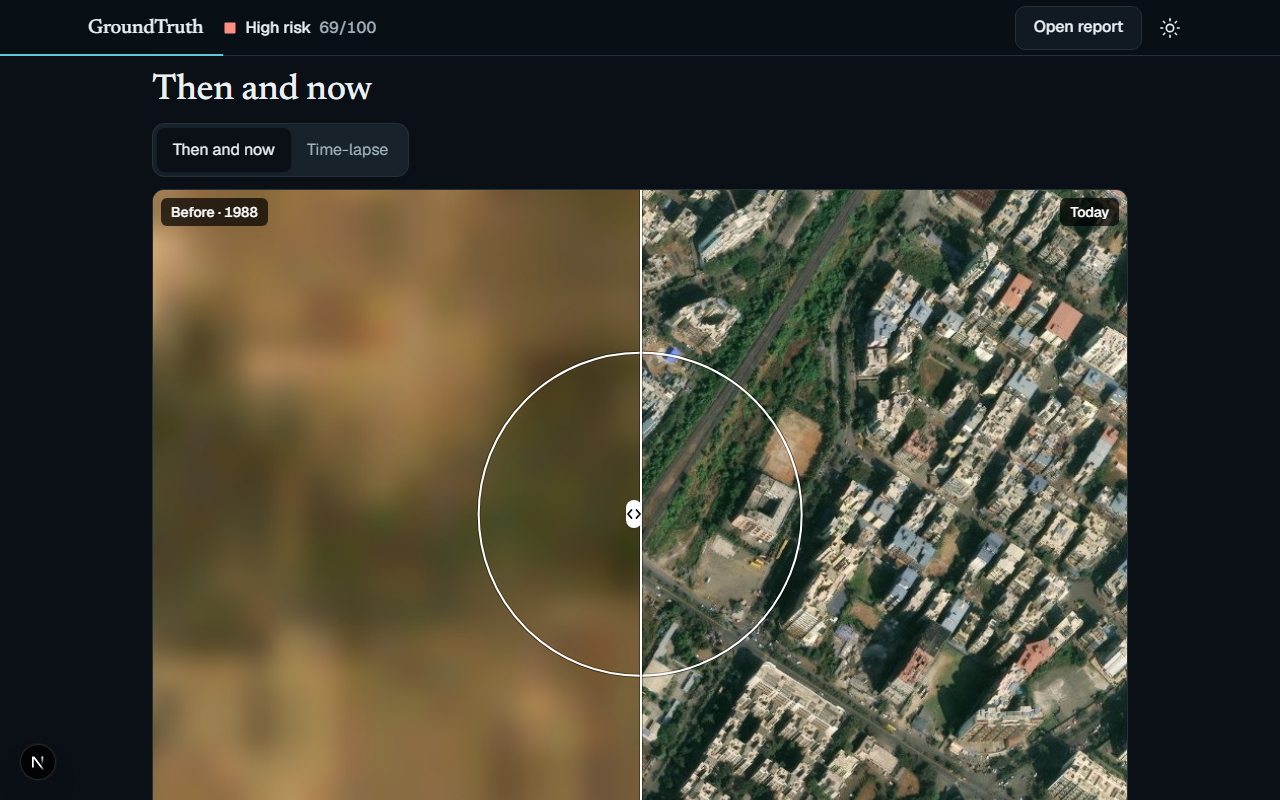 GroundTruth
High risk 69/100
Open report
Then and now
Then and now
Time-lapse
Before · 1988
Today
N